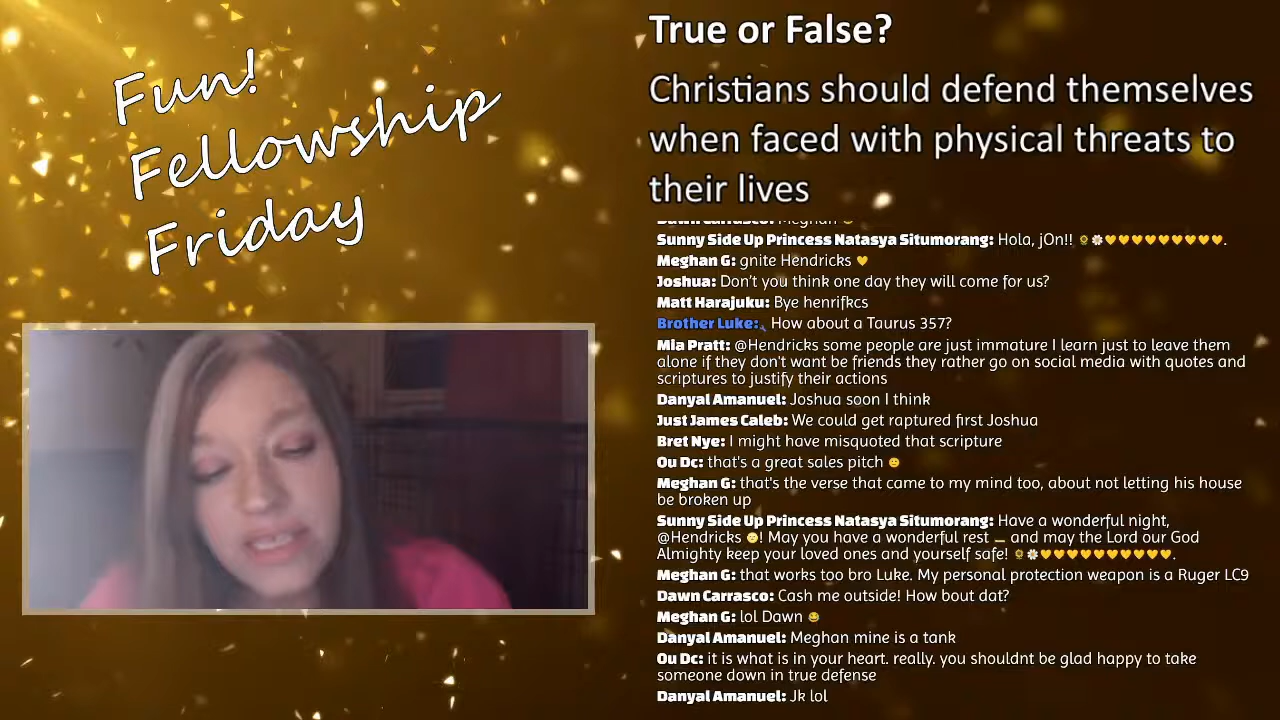 Fun!
Fellowship
Friday
True or False?
Christians should defend themselves
when faced with physical threats to
their lives
Dawn Carrasco: Meghan
Sunny Side Up Princess Natasya Situmorang: Hola, jOn!! 🌻🌼💛💛💛💛💛💛💛💛💛💛.
Meghan G: gnite Hendricks 💛
Joshua: Don't you think one day they will come for us?
Matt Harajuku: Bye henrifkcs
Brother Luke:🔧 How about a Taurus 357?
Mia Pratt: @Hendricks some people are just immature I learn just to leave them
alone if they don't want be friends they rather go on social media with quotes and
scriptures to justify their actions
Danyal Amanuel: Joshua soon I think
Just James Caleb: We could get raptured first Joshua
Bret Nye: I might have misquoted that scripture
Ou Dc: that's a great sales pitch 🙂
Meghan G: that's the verse that came to my mind too, about not letting his house
be broken up
Sunny Side Up Princess Natasya Situmorang: Have a wonderful night,
@Hendricks ! May you have a wonderful rest and may the Lord our God
Almighty keep your loved ones and yourself safe! 🌻🌼💛💛💛💛💛💛💛💛💛💛💛.
Meghan G: that works too bro Luke. My personal protection weapon is a Ruger LC9
Dawn Carrasco: Cash me outside! How bout dat?
Meghan G: lol Dawn 😂
Danyal Amanuel: Meghan mine is a tank
Ou Dc: it is what is in your heart. really. you shouldnt be glad happy to take
someone down in true defense
Danyal Amanuel: Jk lol